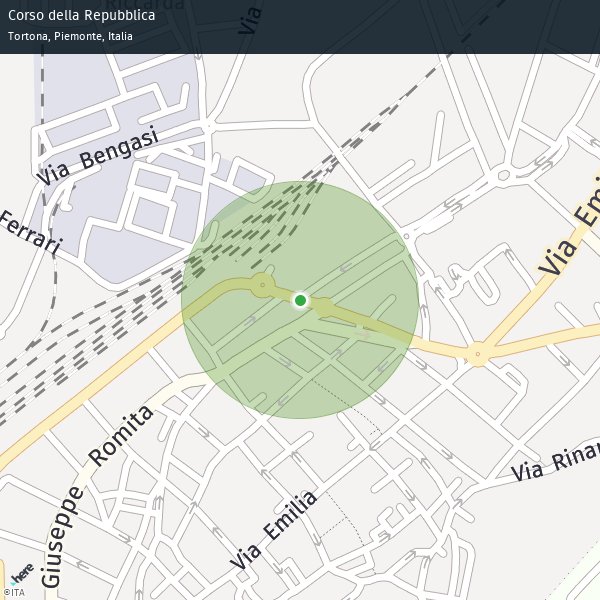 Corso della Repubblica
Tortona, Piemonte, Italia
Via
Via Bengasi
Ferrari
Via Emi
Giuseppe Romita
Via Emilia
Via Rinar
here
©ITA